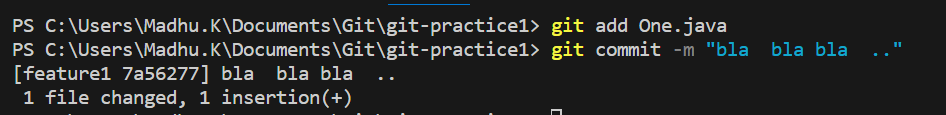 PS C:\Users\Madhu.K\Documents\Git\git-practice1> git add One.java
PS C:\Users\Madhu.K\Documents\Git\git-practice1> git commit -m "bla  bla bla  .."
[feature1 7a56277] bla  bla bla  ..
 1 file changed, 1 insertion(+)